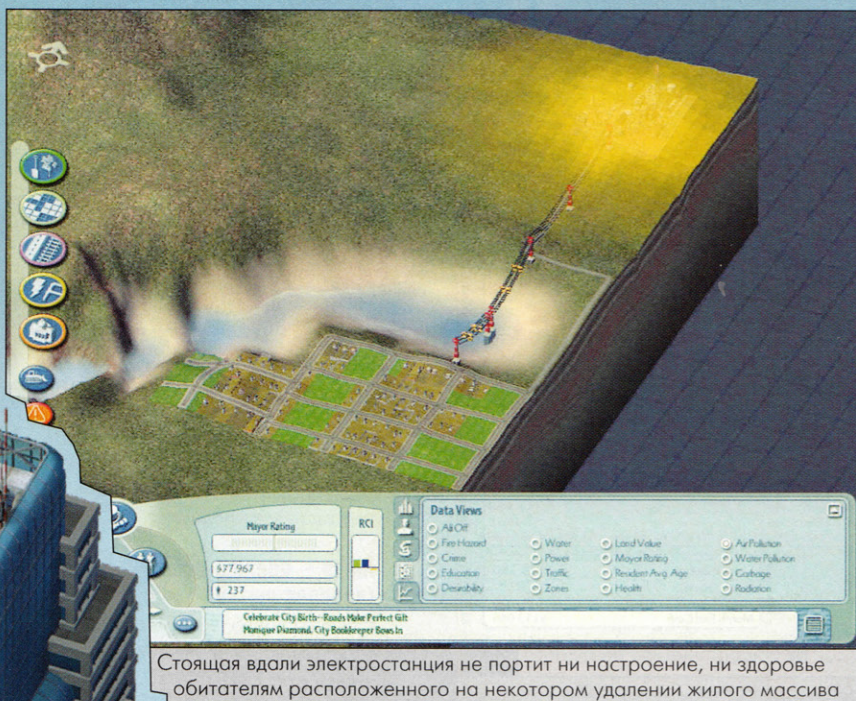 Mayor Rating
RCI
$77,967
237
Data Views
All Off
Fire Hazard
Crime
Education
Desirability
Water
Power
Traffic
Zones
Land Value
Mayor Rating
Resident Avg. Age
Health
Air Pollution
Water Pollution
Garbage
Radiation
Celebrate City Birth--Roads Make Perfect Gift
Monique Diamond, City Bookkeeper Bows In
Стоящая вдали электростанция не портит ни настроение, ни здоровье
обитателям расположенного на некотором удалении жилого массива